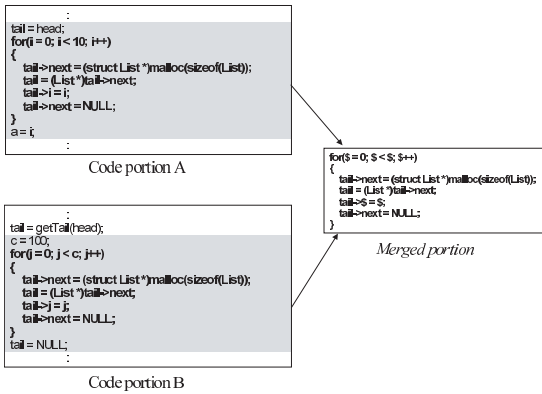 :
tail = head;
for(i = 0; i < 10; i++)
{
tail->next = (struct List *)malloc(sizeof(List));
tail = (List *)tail->next;
tail->i = i;
tail->next = NULL;
}
a = i;
:
Code portion A
:
tail = getTail(head);
c = 100;
for(j = 0; j < c; j++)
{
tail->next = (struct List *)malloc(sizeof(List));
tail = (List *)tail->next;
tail->j = j;
tail->next = NULL;
}
tail = NULL;
:
Code portion B
for($ = 0; $ < $; $++)
{
tail->next = (struct List *)malloc(sizeof(List));
tail = (List *)tail->next;
tail->$ = $;
tail->next = NULL;
}
Merged portion